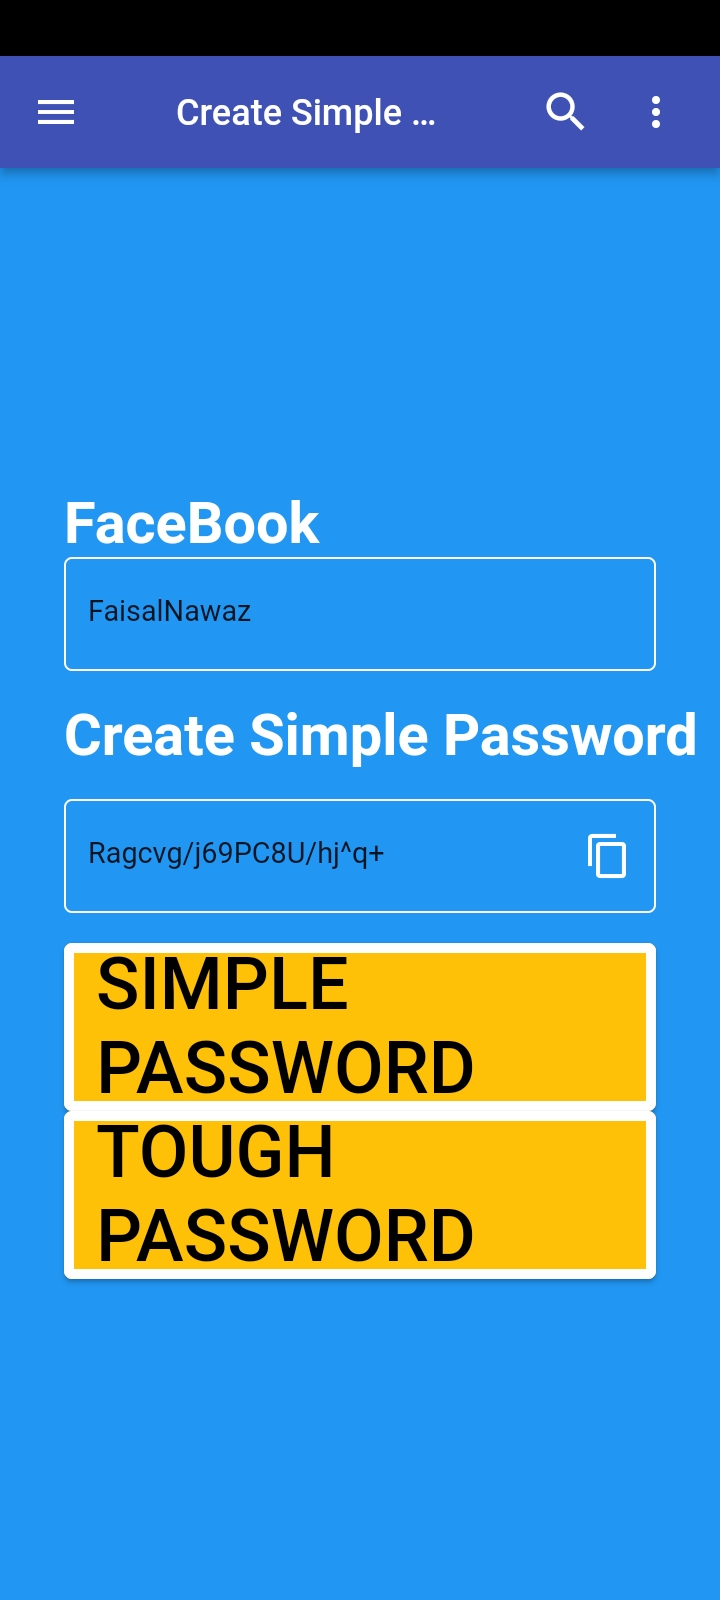 Create Simple ...
FaceBook
FaisalNawaz
Create Simple Password
Ragcvg/j69PC8U/hj^q+
SIMPLE
PASSWORD
TOUGH
PASSWORD